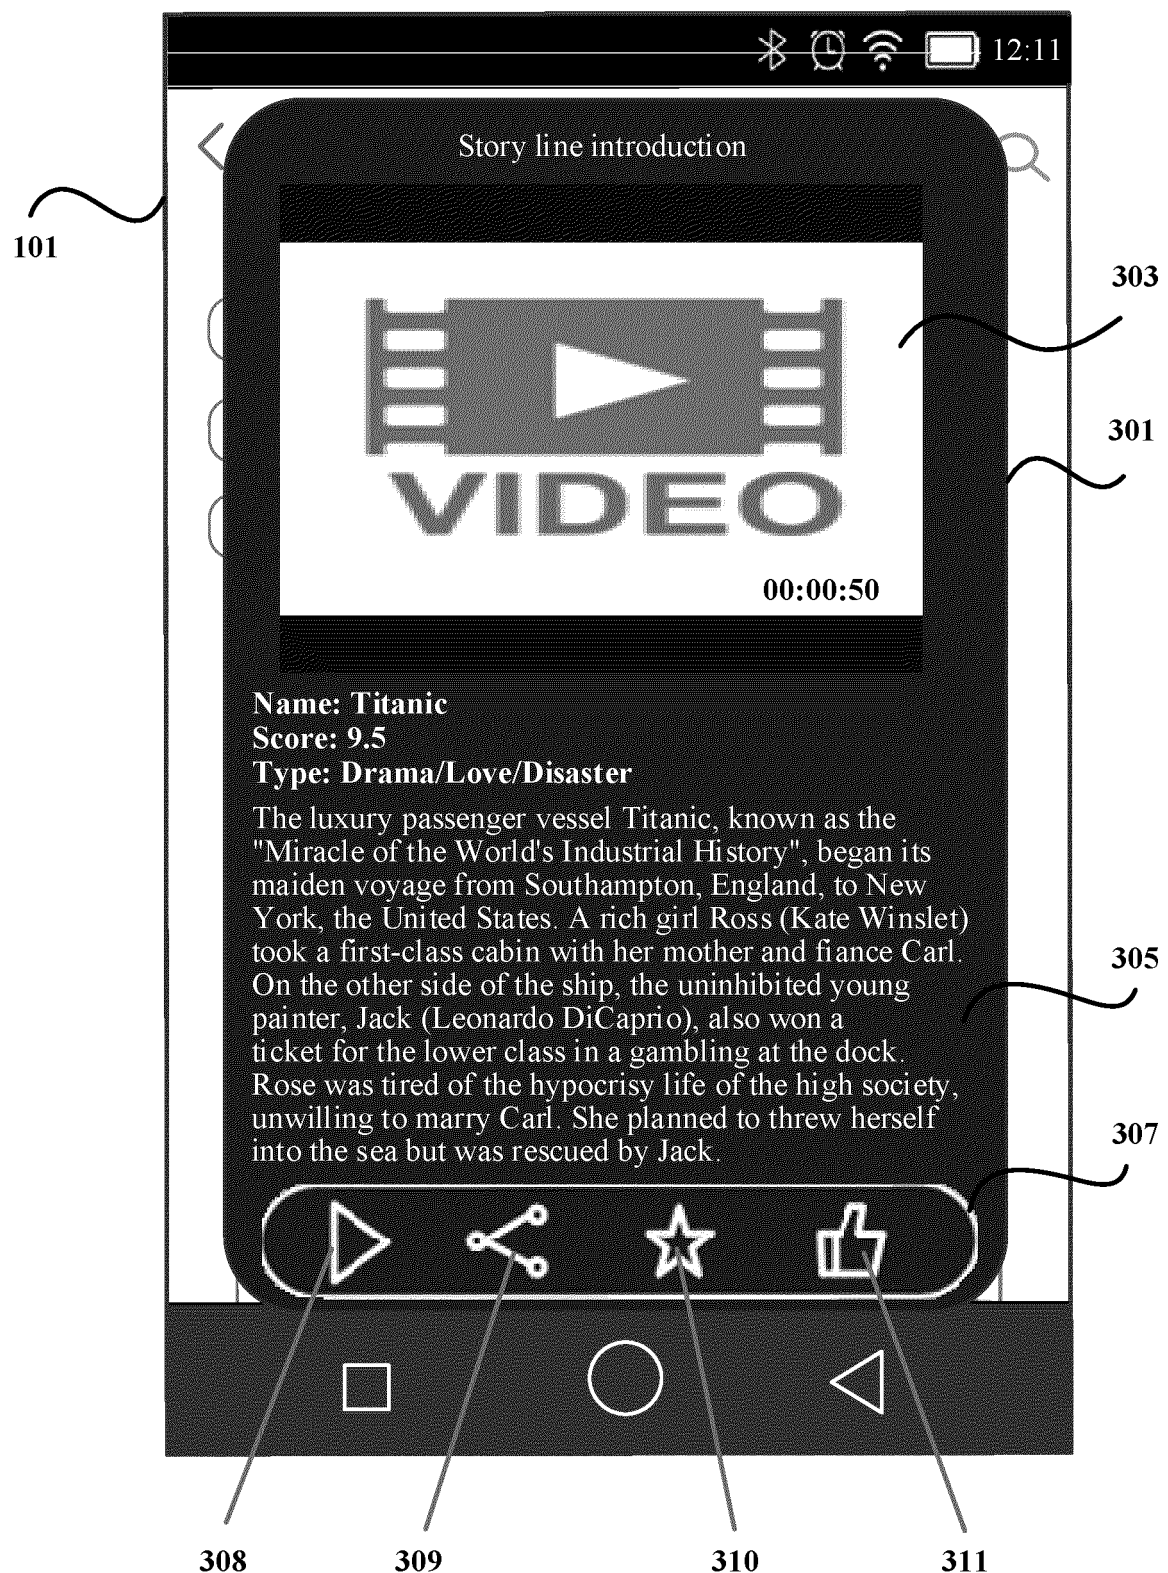 12:11
Story line introduction
101
303
301
VIDEO
00:00:50
Name: Titanic
Score: 9.5
Type: Drama/Love/Disaster
The luxury passenger vessel Titanic, known as the
"Miracle of the World's Industrial History", began its
maiden voyage from Southampton, England, to New
York, the United States. A rich girl Ross (Kate Winslet)
took a first-class cabin with her mother and fiance Carl.
On the other side of the ship, the uninhibited young
painter, Jack (Leonardo DiCaprio), also won a
ticket for the lower class in a gambling at the dock.
Rose was tired of the hypocrisy life of the high society,
unwilling to marry Carl. She planned to threw herself
into the sea but was rescued by Jack.
305
307
308
309
310
311